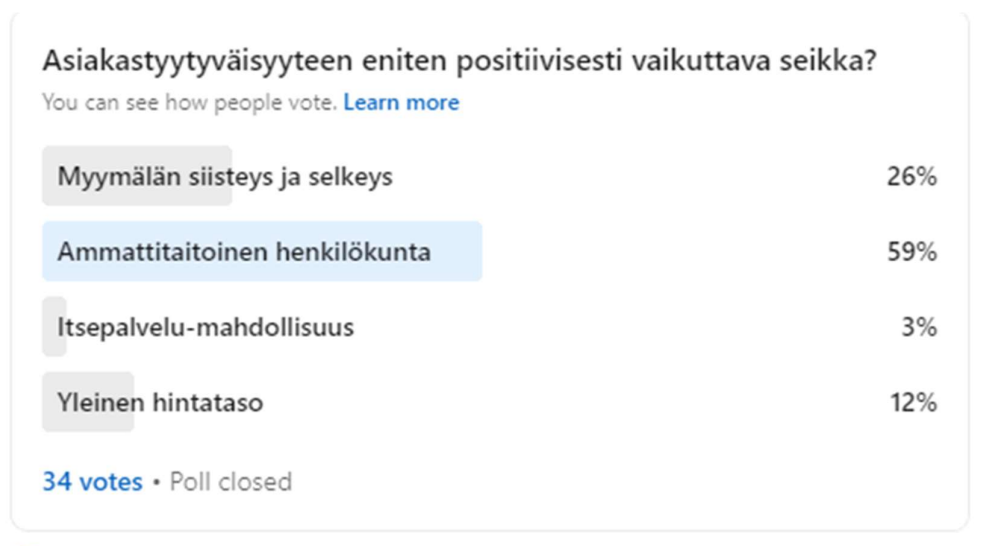 Asiakastyytyväisyyteen eniten positiivisesti vaikuttava seikka?
You can see how people vote. Learn more
Myymälän siisteys ja selkeys 26%
Ammattitaitoinen henkilökunta 59%
Itsepalvelu-mahdollisuus 3%
Yleinen hintataso 12%
34 votes • Poll closed